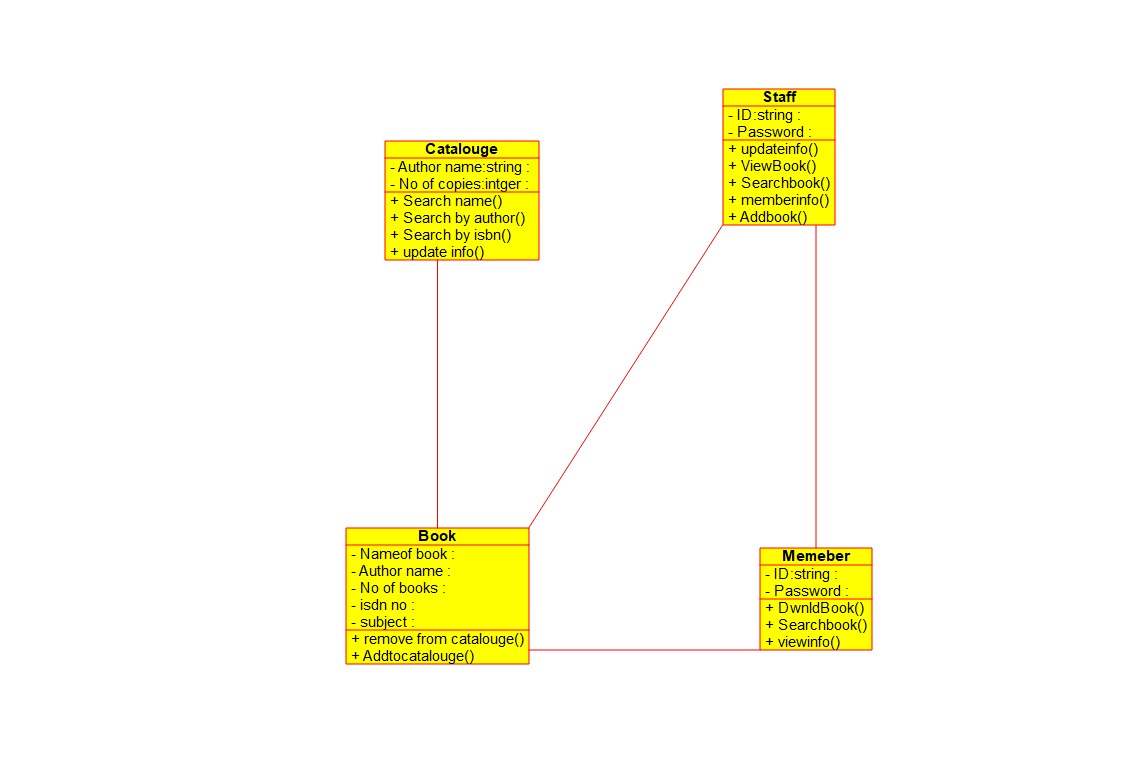 Staff
- ID:string :
- Password :
+ updateinfo()
+ ViewBook()
+ Searchbook()
+ memberinfo()
+ Addbook()
Catalouge
- Author name:string :
- No of copies:intger :
+ Search name()
+ Search by author()
+ Search by isbn()
+ update info()
Book
- Nameof book :
- Author name :
- No of books :
- isdn no :
- subject :
+ remove from catalouge()
+ Addtocatalouge()
Memeber
- ID:string :
- Password :
+ DwnldBook()
+ Searchbook()
+ viewinfo()